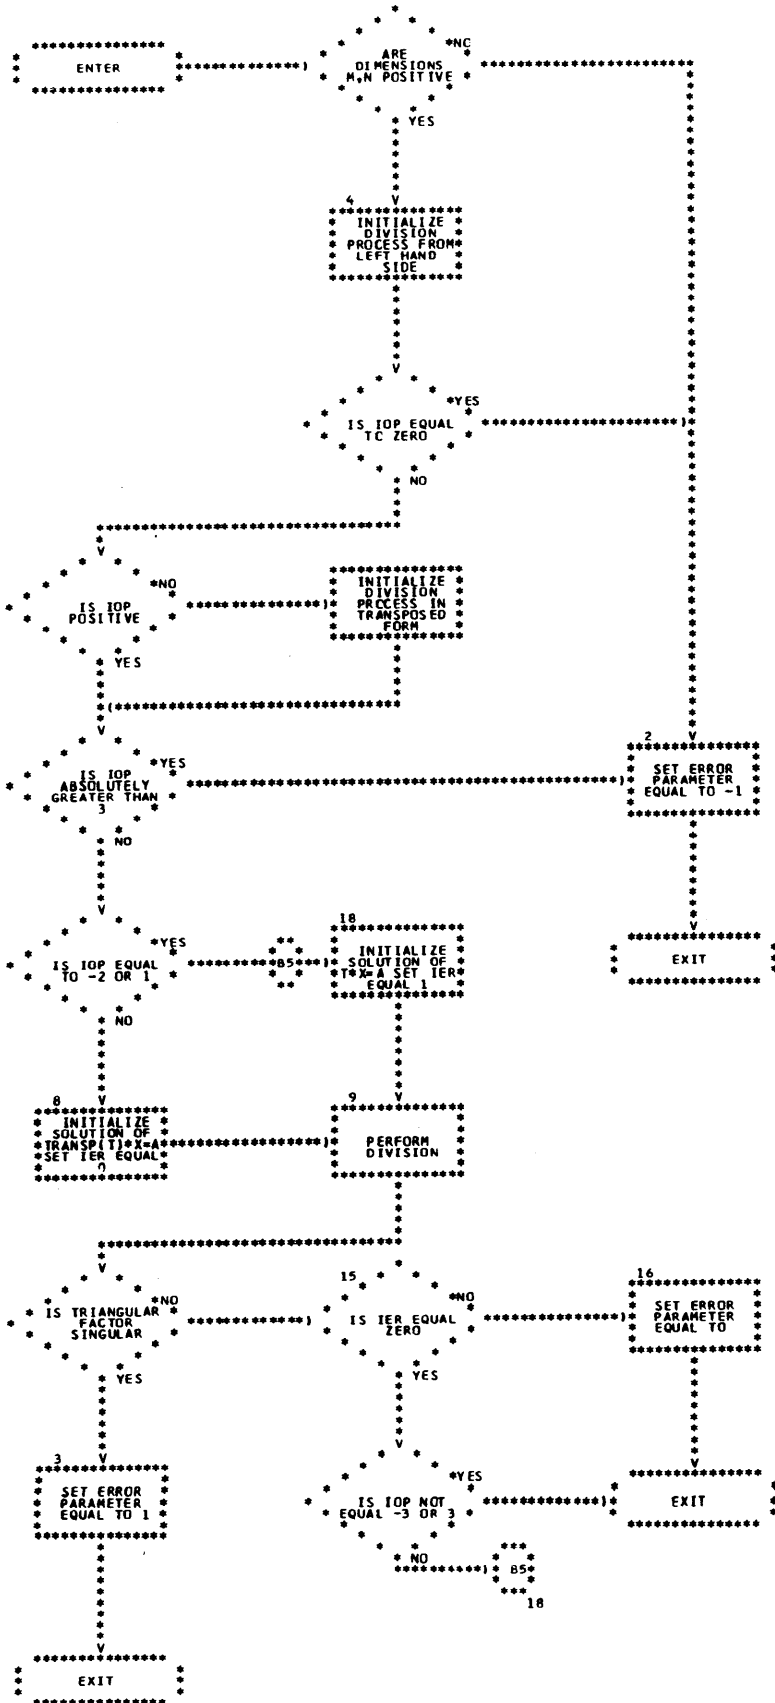 ENTER
ARE
DIMENSIONS
M,N POSITIVE
*NC
YES
4
INITIALIZE
DIVISION
PROCESS FROM
LEFT HAND
SIDE
IS IOP EQUAL
TC ZERO
*YES
NO
IS IOP
POSITIVE
*NO
YES
INITIALIZE
DIVISION
PRCCESS IN
TRANSPOSED
FORM
IS IOP
ABSOLUTELY
GREATER THAN
3
*YES
NO
2
SET ERROR
PARAMETER
EQUAL TO -1
EXIT
IS IOP EQUAL
TO -2 OR 1
*YES
NO
B5
18
INITIALIZE
SOLUTION OF
T*X=A SET IER
EQUAL 1
8
INITIALIZE
SOLUTION OF
TRANSP(T)*X=A
SET IER EQUAL
0
9
PERFORM
DIVISION
IS TRIANGULAR
FACTOR
SINGULAR
*NO
YES
15
IS IER EQUAL
ZERO
*NO
YES
16
SET ERROR
PARAMETER
EQUAL TO
3
SET ERROR
PARAMETER
EQUAL TO 1
IS IOP NOT
EQUAL -3 OR 3
*YES
NO
EXIT
B5
18
EXIT